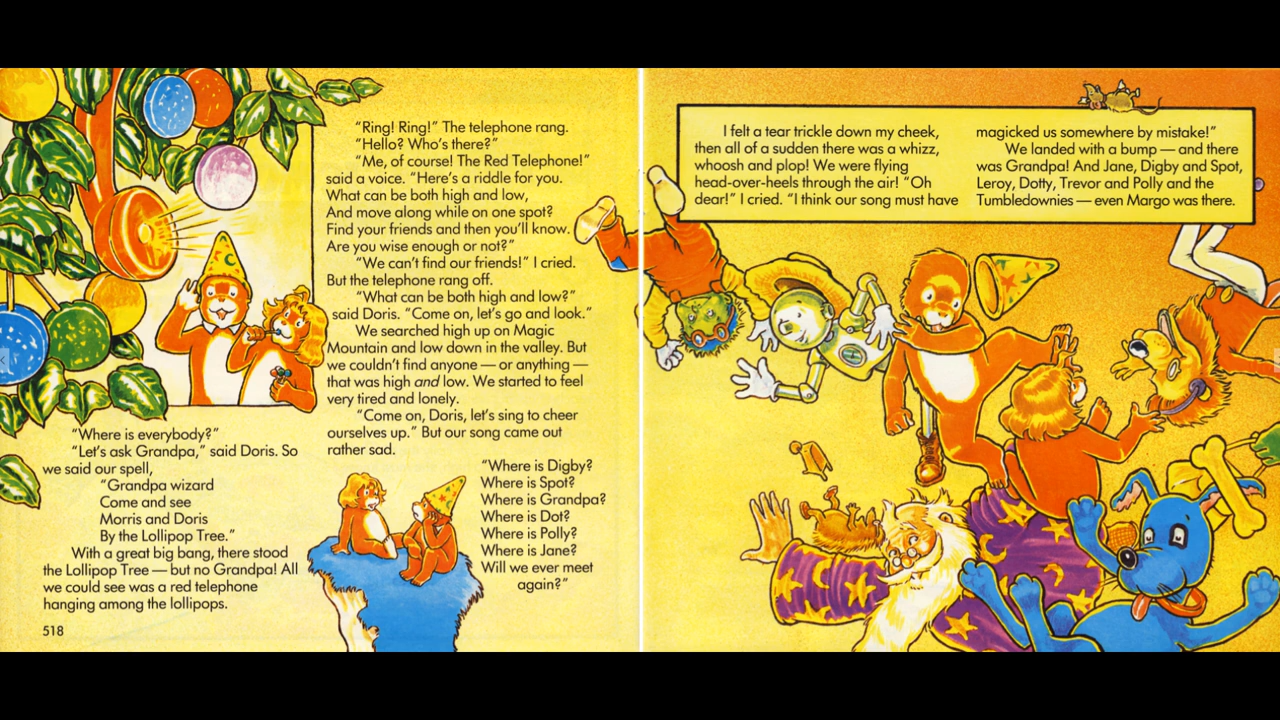 “Where is everybody?”
“Let’s ask Grandpa,” said Doris. So
we said our spell,
“Grandpa wizard
Come and see
Morris and Doris
By the Lollipop Tree.”
With a great big bang, there stood
the Lollipop Tree — but no Grandpa! All
we could see was a red telephone
hanging among the lollipops.
518
“Ring! Ring!” The telephone rang.
“Hello? Who’s there?”
“Me, of course! The Red Telephone!”
said a voice. “Here’s a riddle for you.
What can be both high and low,
And move along while on one spot?
Find your friends and then you’ll know.
Are you wise enough or not?”
“We can’t find our friends!” I cried.
But the telephone rang off.
“What can be both high and low?”
said Doris. “Come on, let’s go and look.”
We searched high up on Magic
Mountain and low down in the valley. But
we couldn’t find anyone — or anything —
that was high and low. We started to feel
very tired and lonely.
“Come on, Doris, let’s sing to cheer
ourselves up.” But our song came out
rather sad.
“Where is Digby?
Where is Spot?
Where is Grandpa?
Where is Dot?
Where is Polly?
Where is Jane?
Will we ever meet
again?”
I felt a tear trickle down my cheek,
then all of a sudden there was a whizz,
whoosh and plop! We were flying
head-over-heels through the air! “Oh
dear!” I cried. “I think our song must have
magicked us somewhere by mistake!”
We landed with a bump — and there
was Grandpa! And Jane, Digby and Spot,
Leroy, Dotty, Trevor and Polly and the
Tumbledownies — even Margo was there.